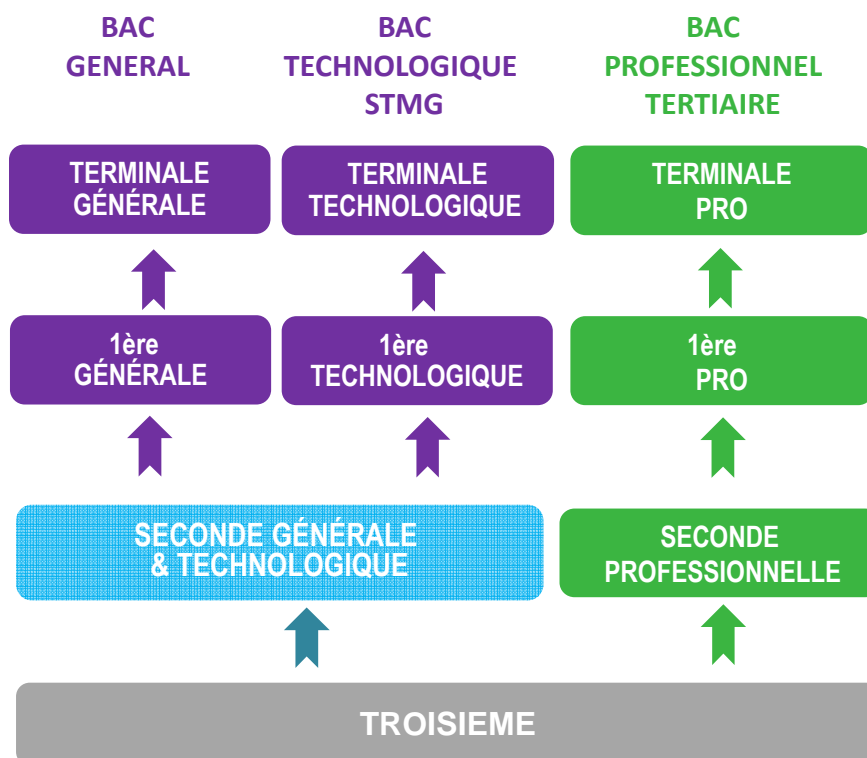 BAC
GENERAL
BAC
TECHNOLOGIQUE
STMG
BAC
PROFESSIONNEL
TERTIAIRE
TERMINALE
GÉNÉRALE
TERMINALE
TECHNOLOGIQUE
TERMINALE
PRO
1ère
GÉNÉRALE
1ère
TECHNOLOGIQUE
1ère
PRO
SECONDE GÉNÉRALE
& TECHNOLOGIQUE
SECONDE
PROFESSIONNELLE
TROISIEME